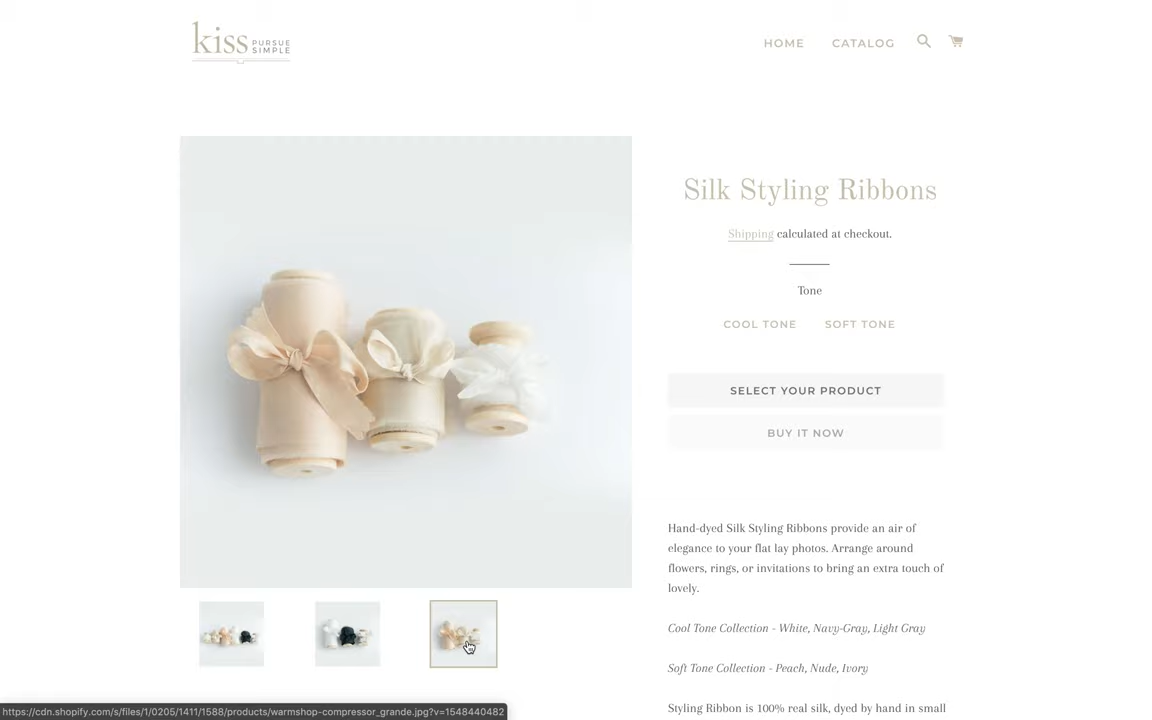 kiss PURSUE SIMPLE
HOME CATALOG
Silk Styling Ribbons
Shipping calculated at checkout.
Tone
COOL TONE SOFT TONE
SELECT YOUR PRODUCT
BUY IT NOW
Hand-dyed Silk Styling Ribbons provide an air of
elegance to your flat lay photos. Arrange around
flowers, rings, or invitations to bring an extra touch of
lovely.
Cool Tone Collection - White, Navy-Gray, Light Gray
Soft Tone Collection - Peach, Nude, Ivory
Styling Ribbon is 100% real silk, dyed by hand in small
https://cdn.shopify.com/s/files/1/0205/1411/1588/products/warmshop-compressor_grande.jpg?v=1548440482